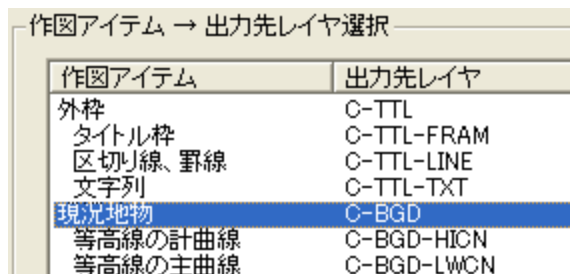 作図アイテム → 出力先レイヤ選択
作図アイテム 出力先レイヤ
外枠 C-TTL
タイトル枠 C-TTL-FRAM
区切り線、罫線 C-TTL-LINE
文字列 C-TTL-TXT
現況地物 C-BGD
等高線の計曲線 C-BGD-HICN
等高線の主曲線 C-BGD-LWCN